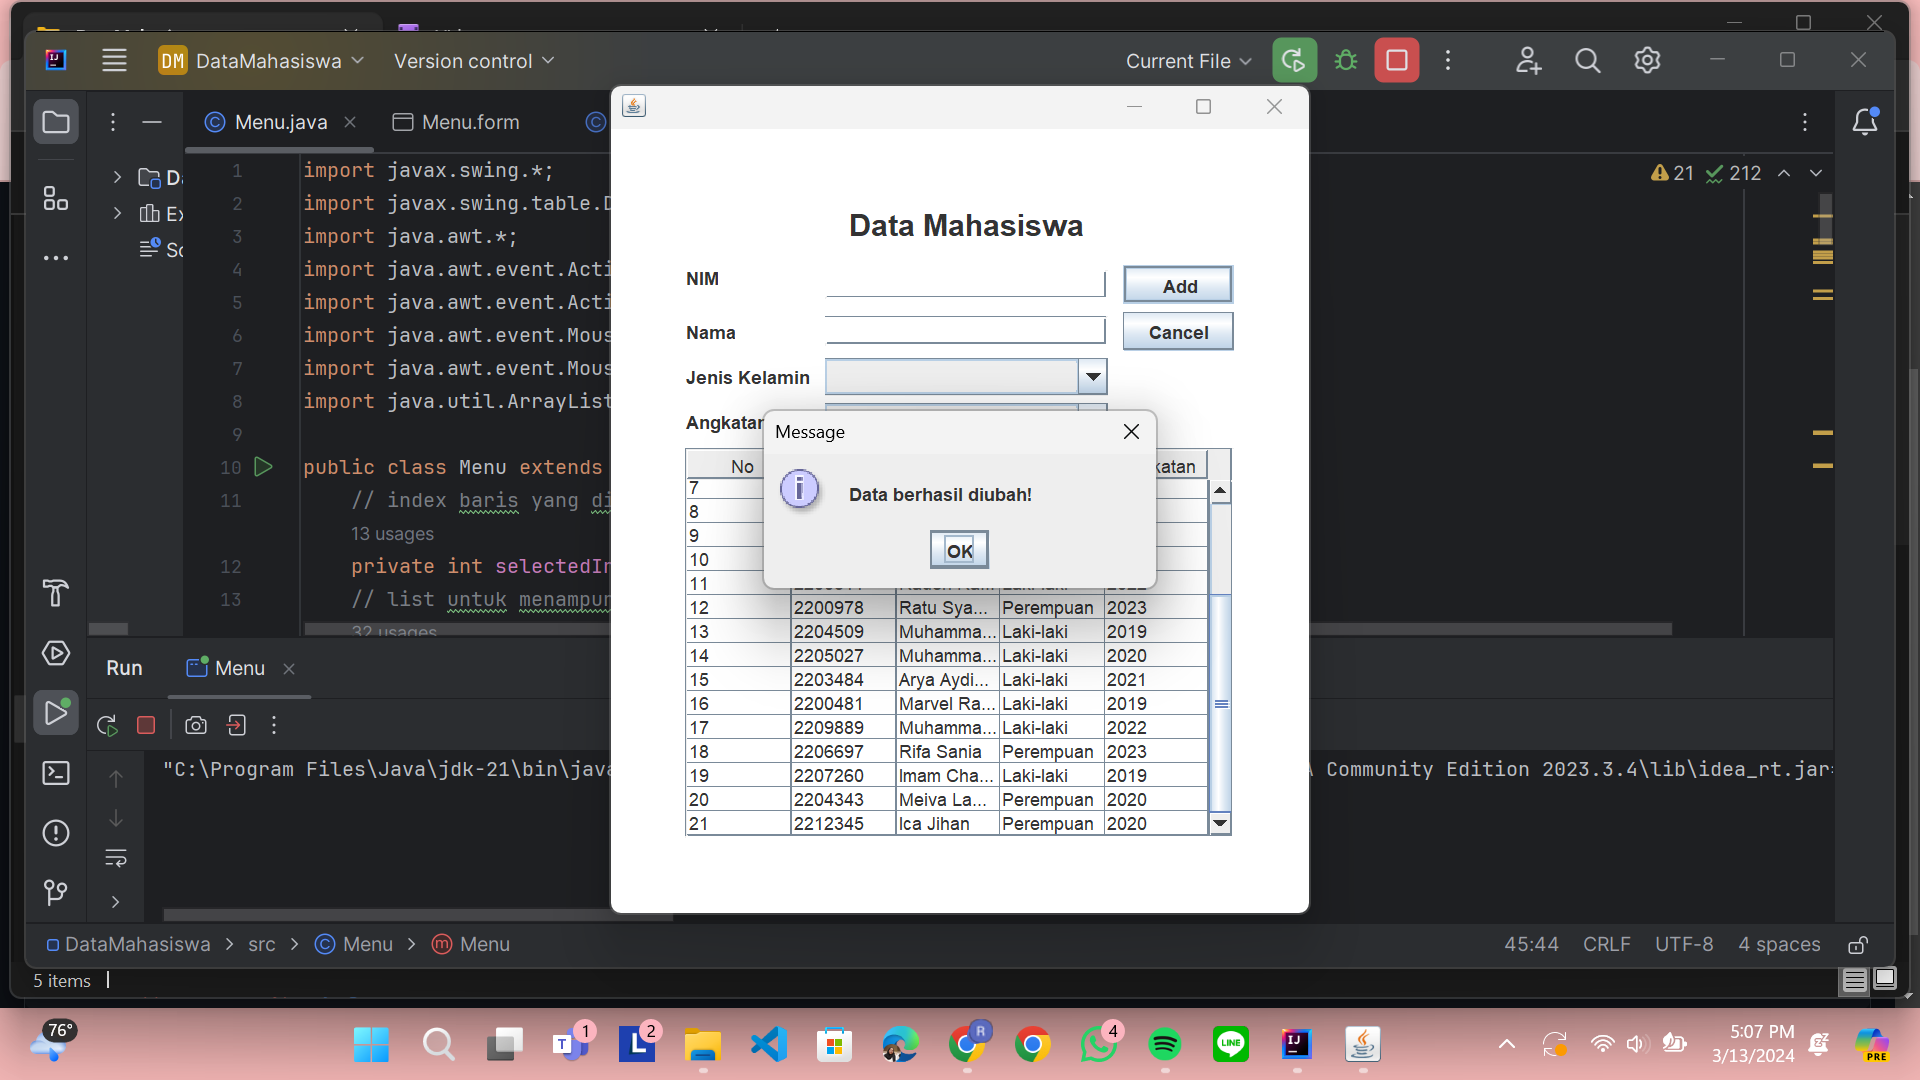 DM DataMahasiswa
Version control
Current File
Menu.java
Menu.form
21 212
1 import javax.swing.*;
2 import javax.swing.table.D
3 import java.awt.*;
4 import java.awt.event.Acti
5 import java.awt.event.Acti
6 import java.awt.event.Mous
7 import java.awt.event.Mous
8 import java.util.ArrayList
9
10 public class Menu extends
11 // index baris yang di
13 usages
12 private int selectedIn
13 // list untuk menampun
32 usages
Data Mahasiswa
NIM
Add
Nama
Cancel
Jenis Kelamin
Angkatan
Message
Data berhasil diubah!
OK
No katan
7
8
9
10
11
12 2200978 Ratu Sya... Perempuan 2023
13 2204509 Muhamma... Laki-laki 2019
14 2205027 Muhamma... Laki-laki 2020
15 2203484 Arya Aydi... Laki-laki 2021
16 2200481 Marvel Ra... Laki-laki 2019
17 2209889 Muhamma... Laki-laki 2022
18 2206697 Rifa Sania Perempuan 2023
19 2207260 Imam Cha... Laki-laki 2019
20 2204343 Meiva La... Perempuan 2020
21 2212345 Ica Jihan Perempuan 2020
Run Menu
"C:\Program Files\Java\jdk-21\bin\java
Community Edition 2023.3.4\lib\idea_rt.jar=
DataMahasiswa > src > Menu > Menu
45:44 CRLF UTF-8 4 spaces
5 items
76°
1
2
R
4
LINE
IJ
5:07 PM
3/13/2024
PRE